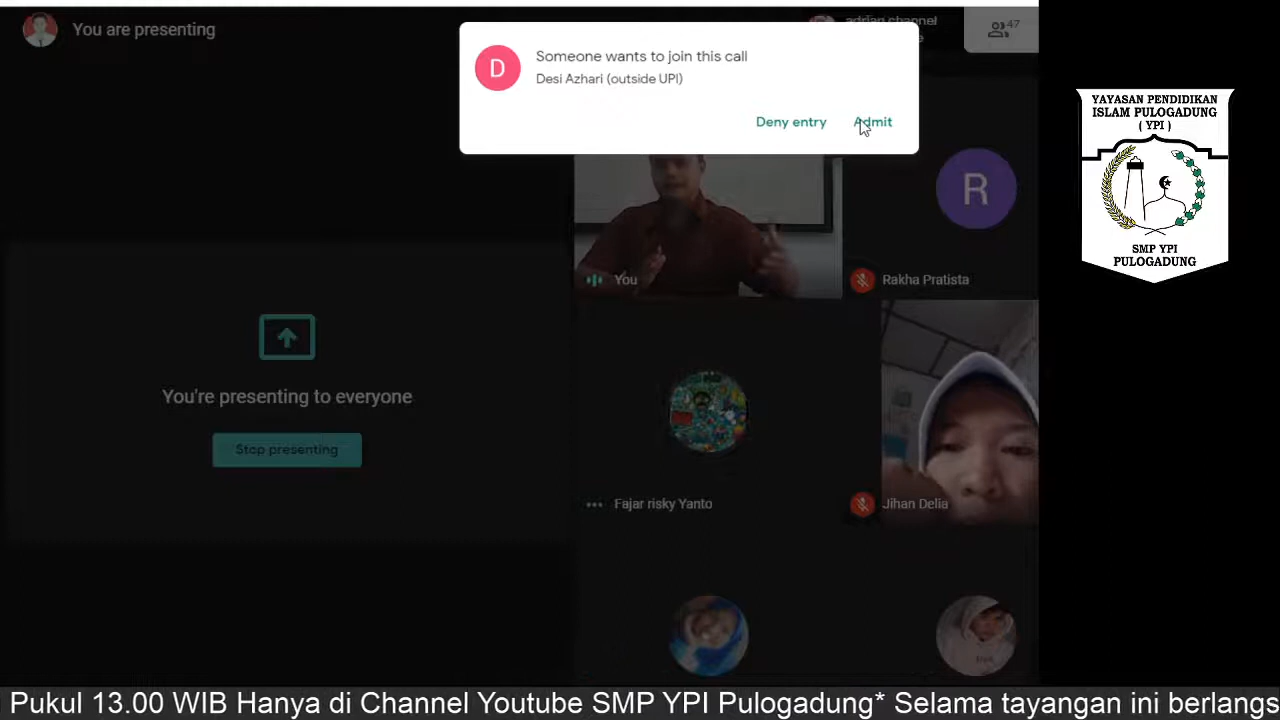 You are presenting
adrian channel
47
D
Someone wants to join this call
Desi Azhari (outside UPI)
Deny entry
Admit
YAYASAN PENDIDIKAN
ISLAM PULOGADUNG
( YPI )
SMP YPI
PULOGADUNG
R
You
Rakha Pratista
You're presenting to everyone
Stop presenting
Fajar risky Yanto
Jihan Delia
Pukul 13.00 WIB Hanya di Channel Youtube SMP YPI Pulogadung* Selama tayangan ini berlangs